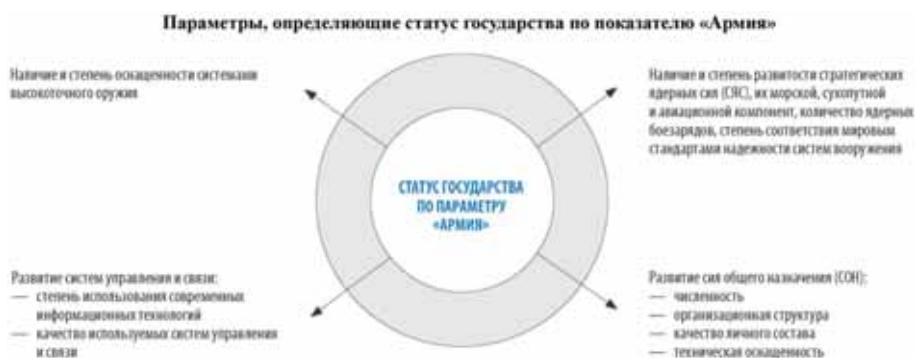 Параметры, определяющие статус государства по показателю «Армия»
Наличие и степень оснащенности системами
высокоточного оружия
Наличие и степень развитости стратегических
ядерных сил (СЯС), их морской, сухопутной
и авиационной компонент, количество ядерных
боезарядов, степень соответствия мировым
стандартами надежности систем вооружения
СТАТУС ГОСУДАРСТВА
ПО ПАРАМЕТРУ
«АРМИЯ»
Развитие систем управления и связи:
— степень использования современных
информационных технологий
— качество используемых систем управления
и связи
Развитие сил общего назначения (СОН):
— численность
— организационная структура
— качество личного состава
— техническая оснащенность